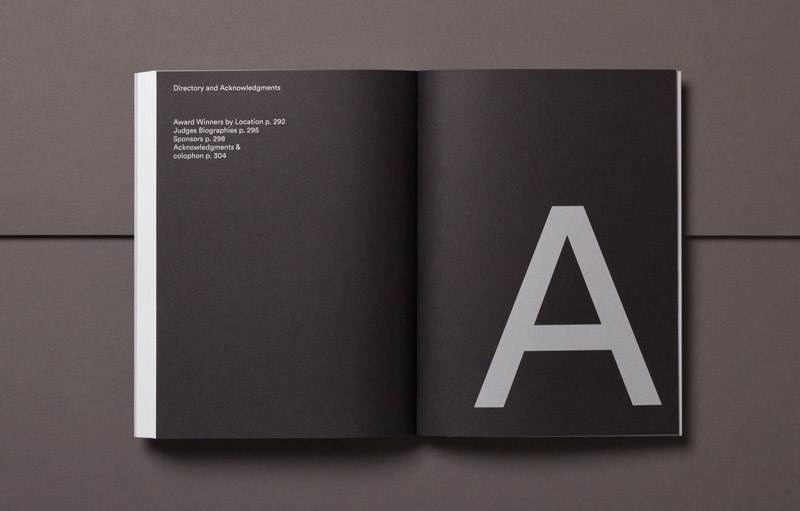 Directory and Acknowledgments
Award Winners by Location p. 292
Judges Biographies p. 295
Sponsors p. 298
Acknowledgments &
colophon p. 304
A